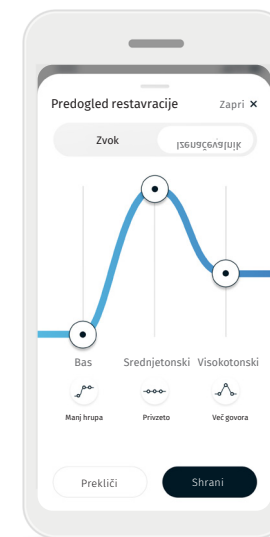 Predogled restavracije Zapri ×
Zvok Izenačevalnik
Bas Srednjetonski Visokotonski
Manj hrupa Privzeto Več govora
Prekliči Shrani